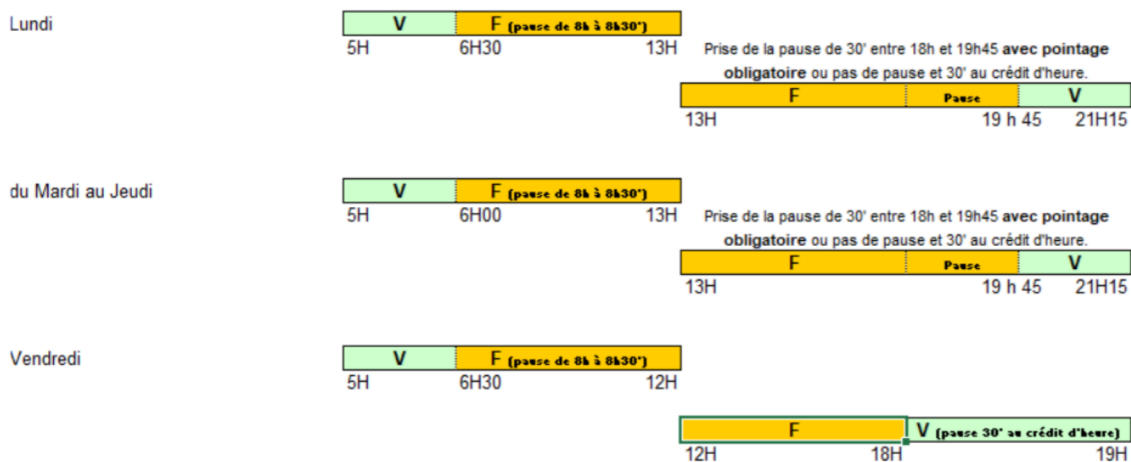 Lundi
V F (pause de 8h à 8h30')
5H 6H30 13H
Prise de la pause de 30' entre 18h et 19h45 avec pointage
obligatoire ou pas de pause et 30' au crédit d'heure.
F Pause V
13H 19 h 45 21H15
du Mardi au Jeudi
V F (pause de 8h à 8h30')
5H 6H00 13H
Prise de la pause de 30' entre 18h et 19h45 avec pointage
obligatoire ou pas de pause et 30' au crédit d'heure.
F Pause V
13H 19 h 45 21H15
Vendredi
V F (pause de 8h à 8h30')
5H 6H30 12H
F V (pause 30' au crédit d'heure)
12H 18H 19H